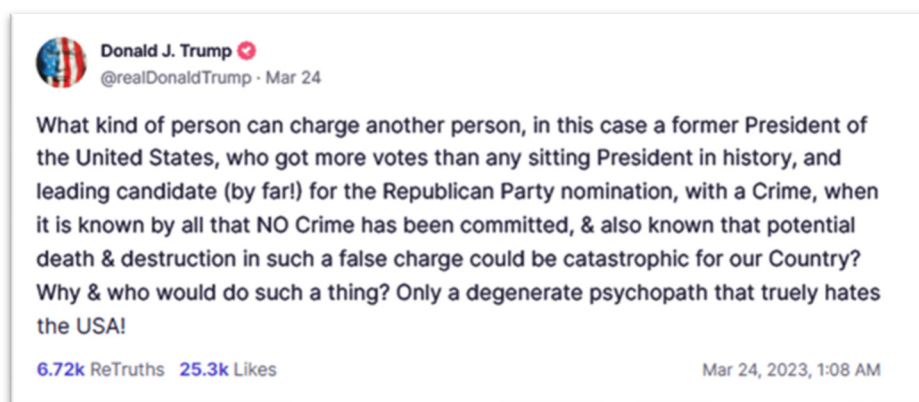 Donald J. Trump
@realDonaldTrump · Mar 24
What kind of person can charge another person, in this case a former President of
the United States, who got more votes than any sitting President in history, and
leading candidate (by far!) for the Republican Party nomination, with a Crime, when
it is known by all that NO Crime has been committed, & also known that potential
death & destruction in such a false charge could be catastrophic for our Country?
Why & who would do such a thing? Only a degenerate psychopath that truely hates
the USA!
6.72k ReTruths 25.3k Likes Mar 24, 2023, 1:08 AM